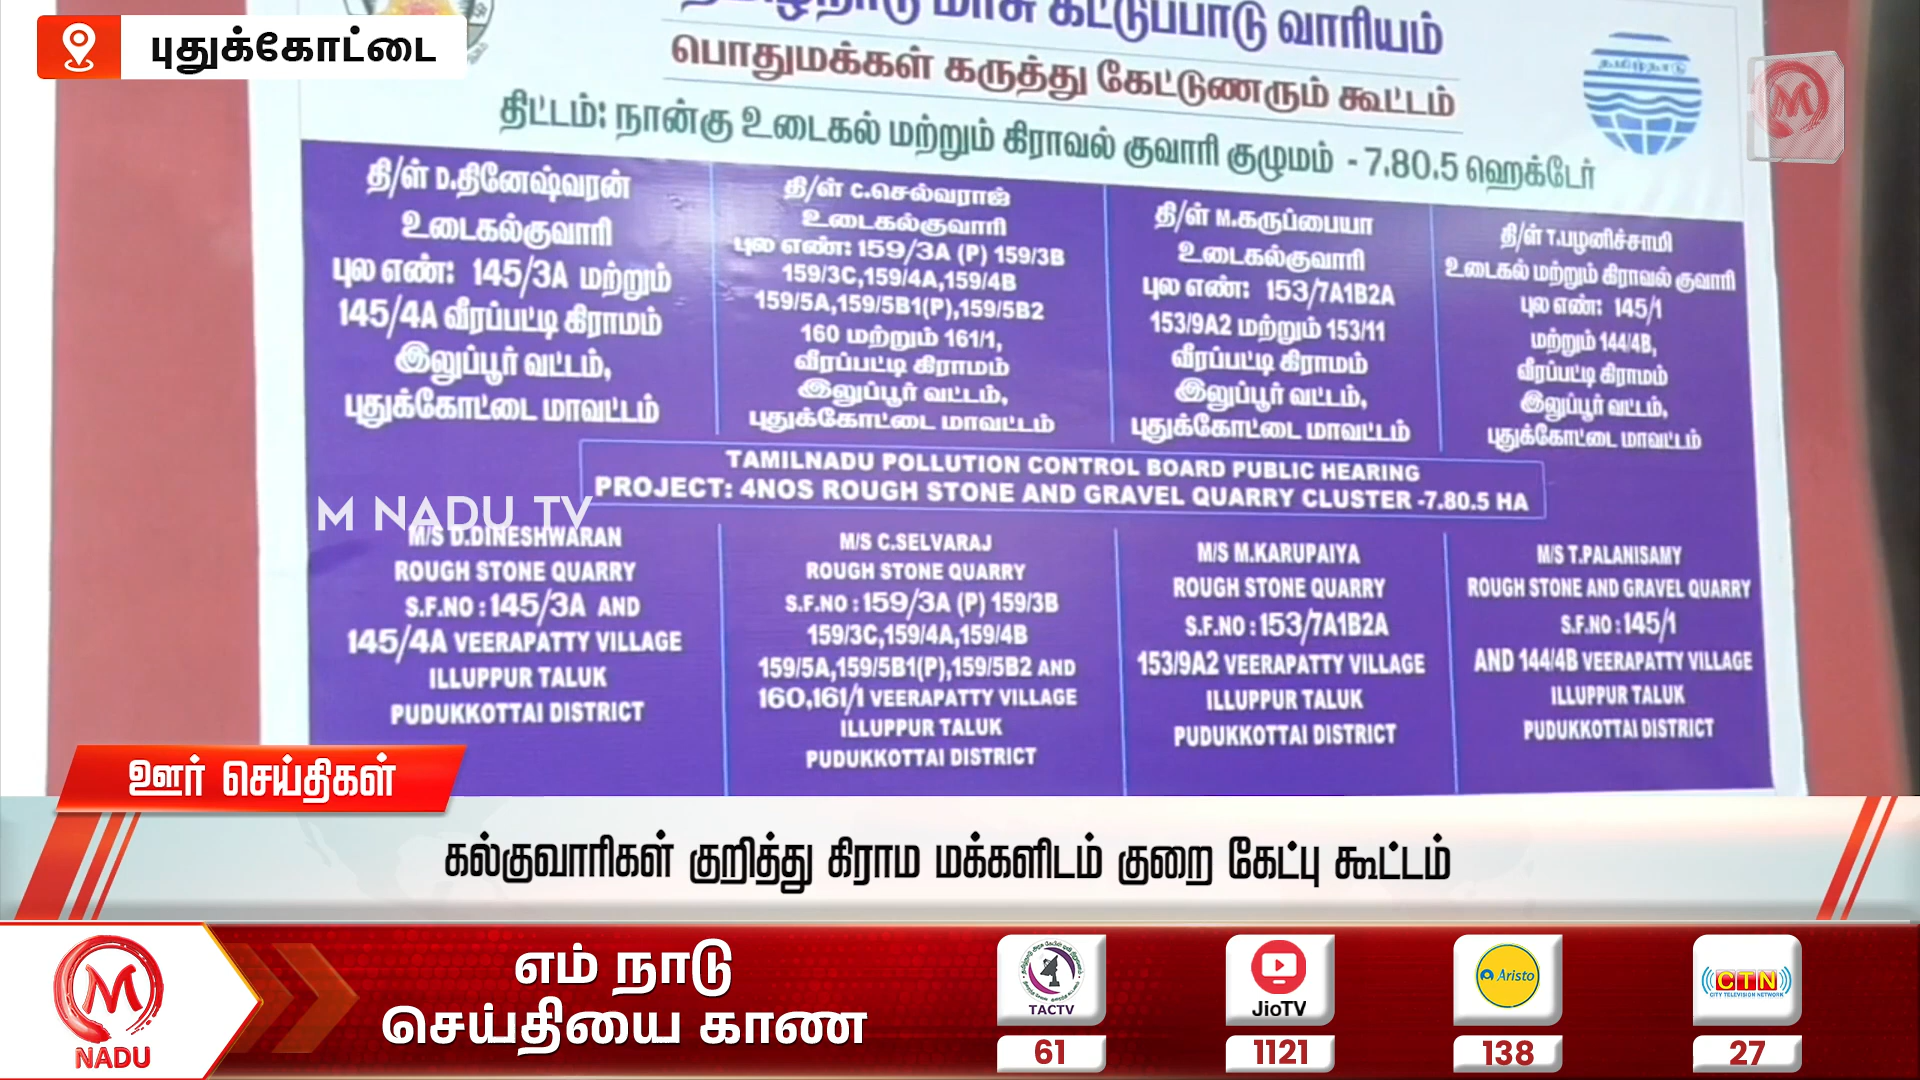 புதுக்கோட்டை
தமிழ்நாடு மாசு கட்டுப்பாடு வாரியம்
பொதுமக்கள் கருத்து கேட்டுணரும் கூட்டம்
திட்டம்: நான்கு உடைகல் மற்றும் கிராவல் குவாரி குழுமம் - 7.80.5 ஹெக்டேர்
தமிழ்நாடு
M
தி/ள் D.தினேஷ்வரன்
உடைகல்குவாரி
புல எண்: 145/3A மற்றும்
145/4A வீரப்பட்டி கிராமம்
இலுப்பூர் வட்டம்,
புதுக்கோட்டை மாவட்டம்
தி/ள் C.செல்வராஜ்
உடைகல்குவாரி
புல எண்: 159/3A (P) 159/3B
159/3C,159/4A,159/4B
159/5A,159/5B1(P),159/5B2
160 மற்றும் 161/1,
வீரப்பட்டி கிராமம்
இலுப்பூர் வட்டம்,
புதுக்கோட்டை மாவட்டம்
தி/ள் M.கருப்பையா
உடைகல்குவாரி
புல எண்: 153/7A1B2A
153/9A2 மற்றும் 153/11
வீரப்பட்டி கிராமம்
இலுப்பூர் வட்டம்,
புதுக்கோட்டை மாவட்டம்
தி/ள் T.பழனிச்சாமி
உடைகல் மற்றும் கிராவல் குவாரி
புல எண்: 145/1
மற்றும் 144/4B,
வீரப்பட்டி கிராமம்
இலுப்பூர் வட்டம்,
புதுக்கோட்டை மாவட்டம்
TAMILNADU POLLUTION CONTROL BOARD PUBLIC HEARING
PROJECT: 4NOS ROUGH STONE AND GRAVEL QUARRY CLUSTER -7.80.5 HA
M NADU TV
M/S D.DINESHWARAN
ROUGH STONE QUARRY
S.F.NO : 145/3A AND
145/4A VEERAPATTY VILLAGE
ILLUPPUR TALUK
PUDUKKOTTAI DISTRICT
M/S C.SELVARAJ
ROUGH STONE QUARRY
S.F.NO : 159/3A (P) 159/3B
159/3C,159/4A,159/4B
159/5A,159/5B1(P),159/5B2 AND
160,161/1 VEERAPATTY VILLAGE
ILLUPPUR TALUK
PUDUKKOTTAI DISTRICT
M/S M.KARUPAIYA
ROUGH STONE QUARRY
S.F.NO : 153/7A1B2A
153/9A2 VEERAPATTY VILLAGE
ILLUPPUR TALUK
PUDUKKOTTAI DISTRICT
M/S T.PALANISAMY
ROUGH STONE AND GRAVEL QUARRY
S.F.NO : 145/1
AND 144/4B VEERAPATTY VILLAGE
ILLUPPUR TALUK
PUDUKKOTTAI DISTRICT
ஊர் செய்திகள்
கல்குவாரிகள் குறித்து கிராம மக்களிடம் குறை கேட்பு கூட்டம்
M
NADU
எம் நாடு
செய்தியை காண
TACTV
61
JioTV
1121
Aristo
138
CTN
CITY TELEVISION NETWORK
27